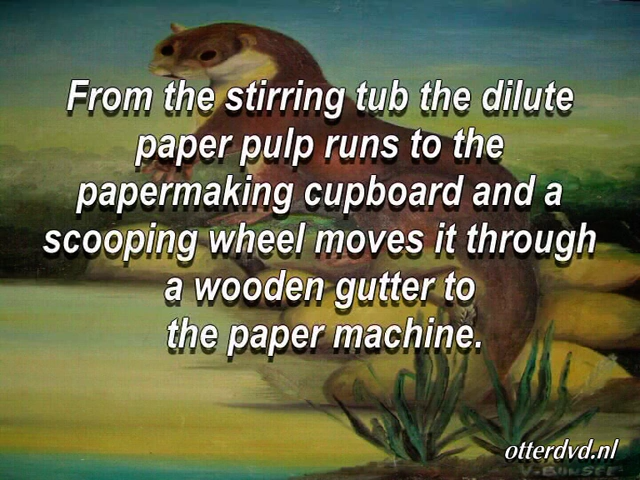 From the stirring tub the dilute
paper pulp runs to the
papermaking cupboard and a
scooping wheel moves it through
a wooden gutter to
the paper machine.
otterdvd.nl